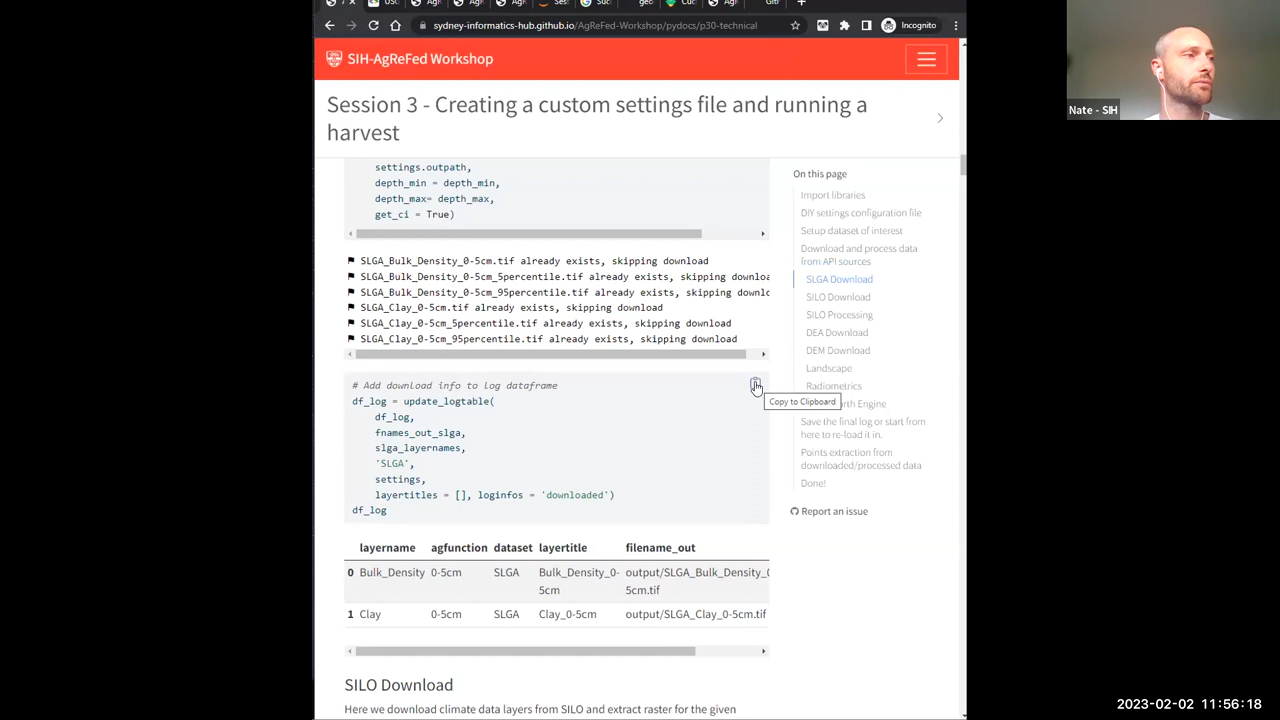 sydney-informatics-hub.github.io/AgReFed-Workshop/pydocs/p30-technical
Incognito
SIH-AgReFed Workshop
Session 3 - Creating a custom settings file and running a
harvest
settings.outpath,
depth_min = depth_min,
depth_max= depth_max,
get_ci = True)
SLGA_Bulk_Density_0-5cm.tif already exists, skipping download
SLGA_Bulk_Density_0-5cm_5percentile.tif already exists, skipping downloa
SLGA_Bulk_Density_0-5cm_95percentile.tif already exists, skipping downlo
SLGA_Clay_0-5cm.tif already exists, skipping download
SLGA_Clay_0-5cm_5percentile.tif already exists, skipping download
SLGA_Clay_0-5cm_95percentile.tif already exists, skipping download
# Add download info to log dataframe
df_log = update_logtable(
df_log,
fnames_out_slga,
slga_layernames,
'SLGA',
settings,
layertitles = [], loginfos = 'downloaded')
df_log
Copy to Clipboard
layername agfunction dataset layertitle filename_out
0 Bulk_Density 0-5cm SLGA Bulk_Density_0- output/SLGA_Bulk_Density_0
5cm 5cm.tif
1 Clay 0-5cm SLGA Clay_0-5cm output/SLGA_Clay_0-5cm.tif
SILO Download
Here we download climate data layers from SILO and extract raster for the given
On this page
Import libraries
DIY settings configuration file
Setup dataset of interest
Download and process data
from API sources
SLGA Download
SILO Download
SILO Processing
DEA Download
DEM Download
Landscape
Radiometrics
Earth Engine
Save the final log or start from
here to re-load it in.
Points extraction from
downloaded/processed data
Done!
Report an issue
Nate - SIH
2023-02-02 11:56:18